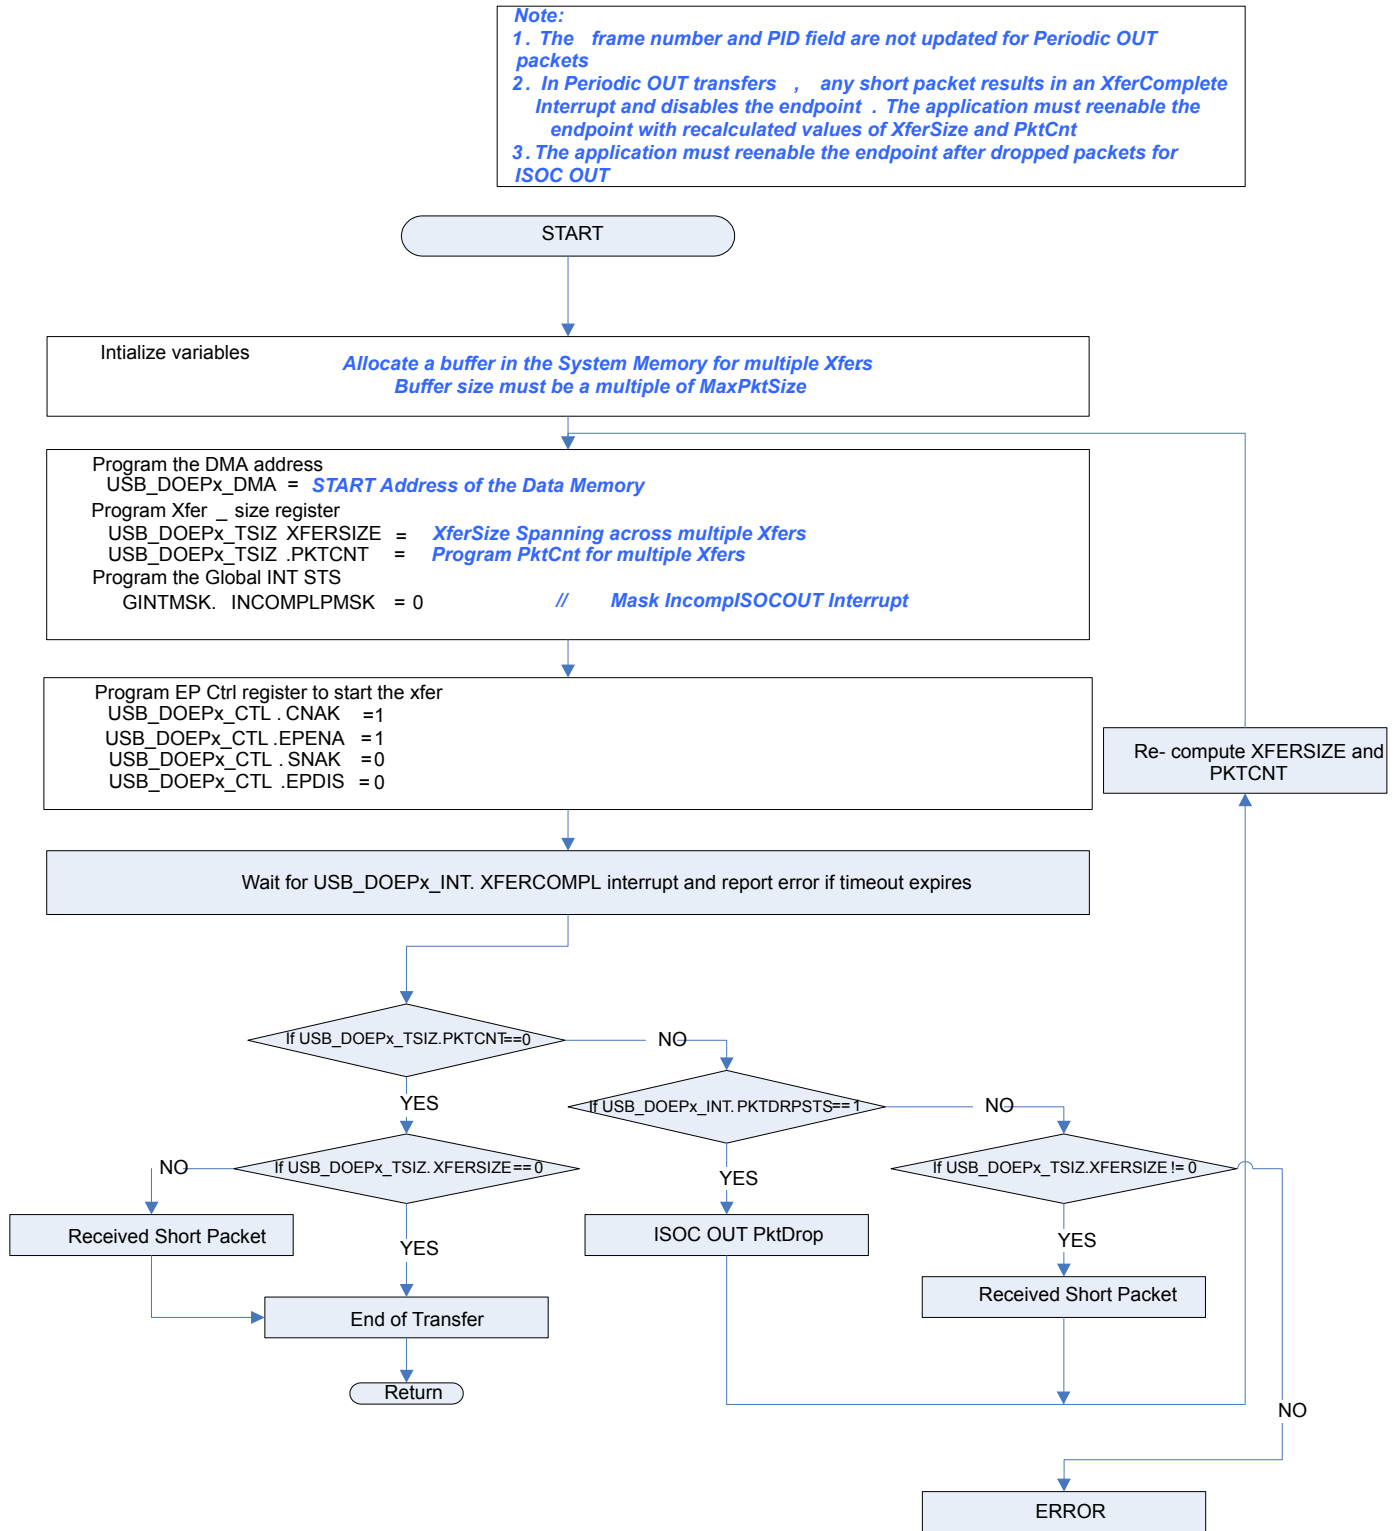 Note:
1. The frame number and PID field are not updated for Periodic OUT
packets
2. In Periodic OUT transfers , any short packet results in an XferComplete
Interrupt and disables the endpoint . The application must reenable the
endpoint with recalculated values of XferSize and PktCnt
3. The application must reenable the endpoint after dropped packets for
ISOC OUT
START
Intialize variables
Allocate a buffer in the System Memory for multiple Xfers
Buffer size must be a multiple of MaxPktSize
Program the DMA address
USB_DOEPx_DMA = START Address of the Data Memory
Program Xfer _ size register
USB_DOEPx_TSIZ XFERSIZE = XferSize Spanning across multiple Xfers
USB_DOEPx_TSIZ .PKTCNT = Program PktCnt for multiple Xfers
Program the Global INT STS
GINTMSK. INCOMPLPMSK = 0 // Mask IncompISOCOUT Interrupt
Program EP Ctrl register to start the xfer
USB_DOEPx_CTL . CNAK =1
USB_DOEPx_CTL .EPENA =1
USB_DOEPx_CTL . SNAK =0
USB_DOEPx_CTL .EPDIS =0
Re- compute XFERSIZE and
PKTCNT
Wait for USB_DOEPx_INT. XFERCOMPL interrupt and report error if timeout expires
If USB_DOEPx_TSIZ.PKTCNT==0
NO
YES
If USB_DOEPx_INT. PKTDRPSTS==1
NO
YES
If USB_DOEPx_TSIZ. XFERSIZE==0
NO
YES
If USB_DOEPx_TSIZ.XFERSIZE != 0
YES
NO
Received Short Packet
ISOC OUT PktDrop
Received Short Packet
End of Transfer
Return
ERROR